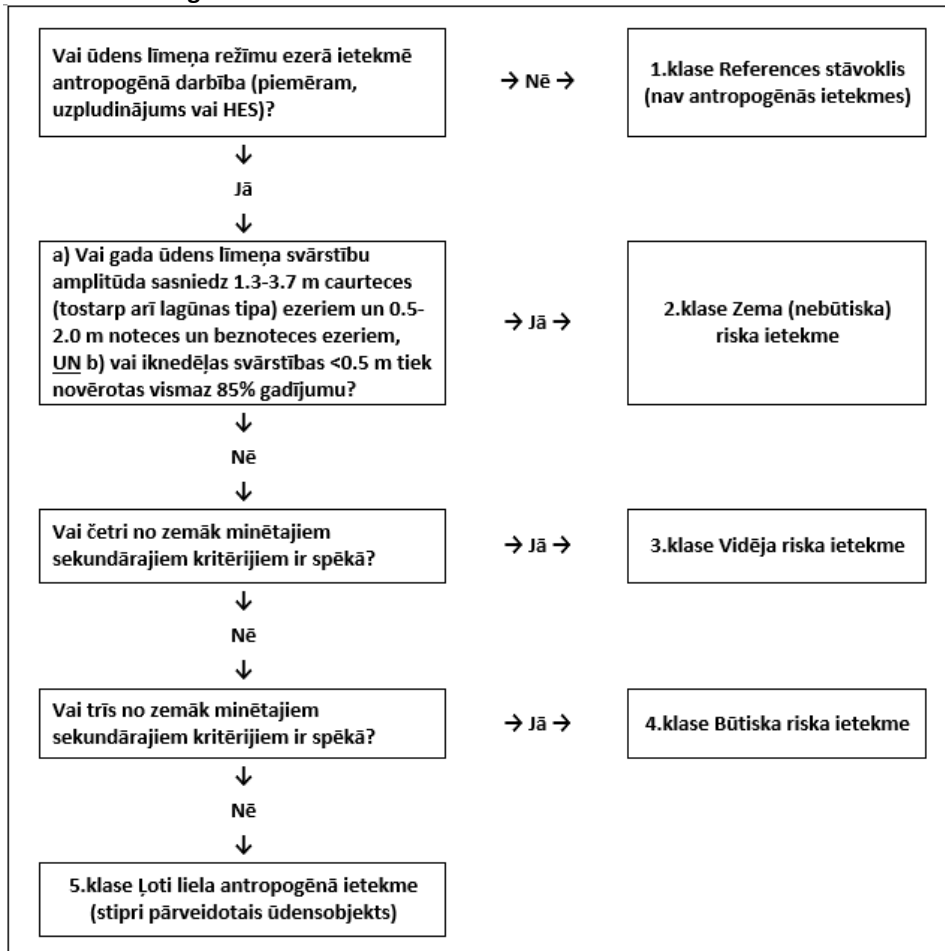 Vai ūdens līmeņa režīmu ezerā ietekmē
antropogēnā darbība (piemēram,
uzpludinājums vai HES)?
→ Nē →
1.klase References stāvoklis
(nav antropogēnās ietekmes)
↓
Jā
↓
a) Vai gada ūdens līmeņa svārstību
amplitūda sasniedz 1.3-3.7 m caurteces
(tostarp arī lagūnas tipa) ezeriem un 0.5-
2.0 m noteces un beznoteces ezeriem,
UN b) vai iknedēļas svārstības <0.5 m tiek
novērotas vismaz 85% gadījumu?
→ Jā →
2.klase Zema (nebūtiska)
riska ietekme
↓
Nē
↓
Vai četri no zemāk minētajiem
sekundārajiem kritērijiem ir spēkā?
→ Jā →
3.klase Vidēja riska ietekme
↓
Nē
↓
Vai trīs no zemāk minētajiem
sekundārajiem kritērijiem ir spēkā?
→ Jā →
4.klase Būtiska riska ietekme
↓
Nē
↓
5.klase Ļoti liela antropogēnā ietekme
(stipri pārveidotais ūdensobjekts)